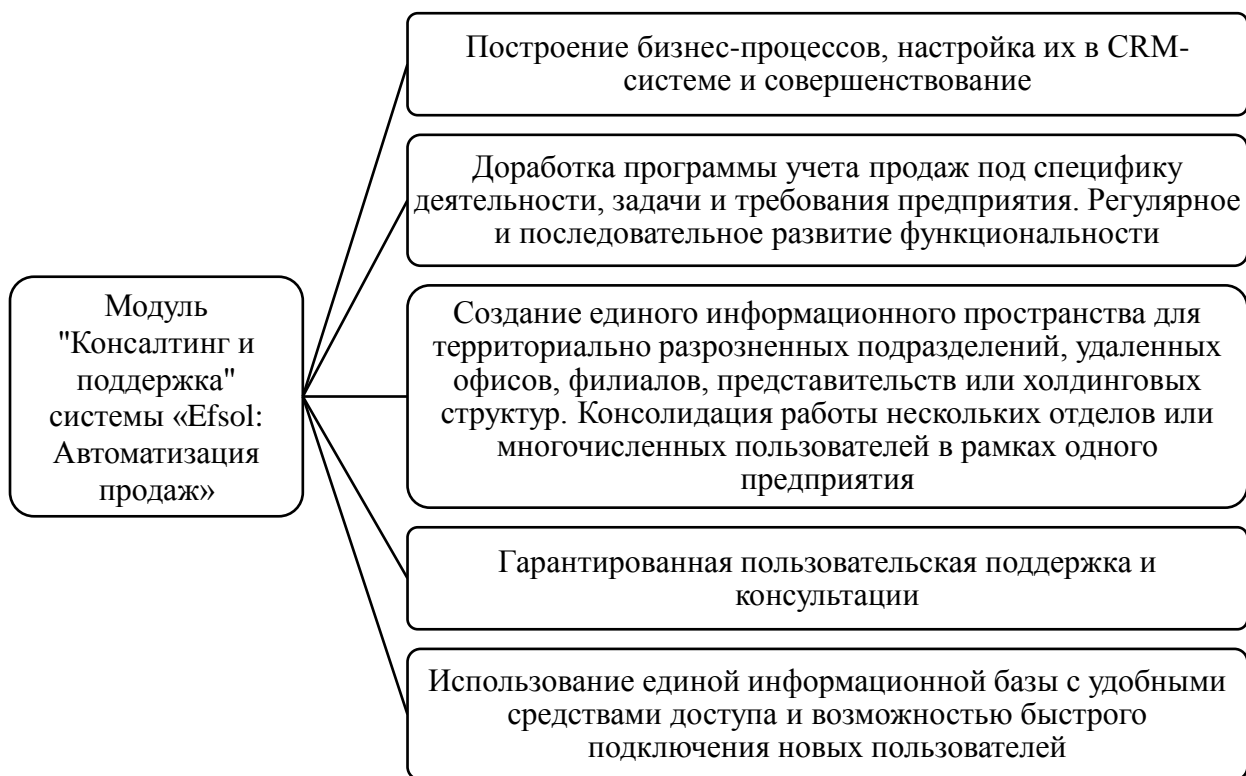 Построение бизнес-процессов, настройка их в CRM-
системе и совершенствование
Доработка программы учета продаж под специфику
деятельности, задачи и требования предприятия. Регулярное
и последовательное развитие функциональности
Модуль
"Консалтинг и
поддержка"
системы «Efsol:
Автоматизация
продаж»
Создание единого информационного пространства для
территориально разрозненных подразделений, удаленных
офисов, филиалов, представительств или холдинговых
структур. Консолидация работы нескольких отделов или
многочисленных пользователей в рамках одного
предприятия
Гарантированная пользовательская поддержка и
консультации
Использование единой информационной базы с удобными
средствами доступа и возможностью быстрого
подключения новых пользователей